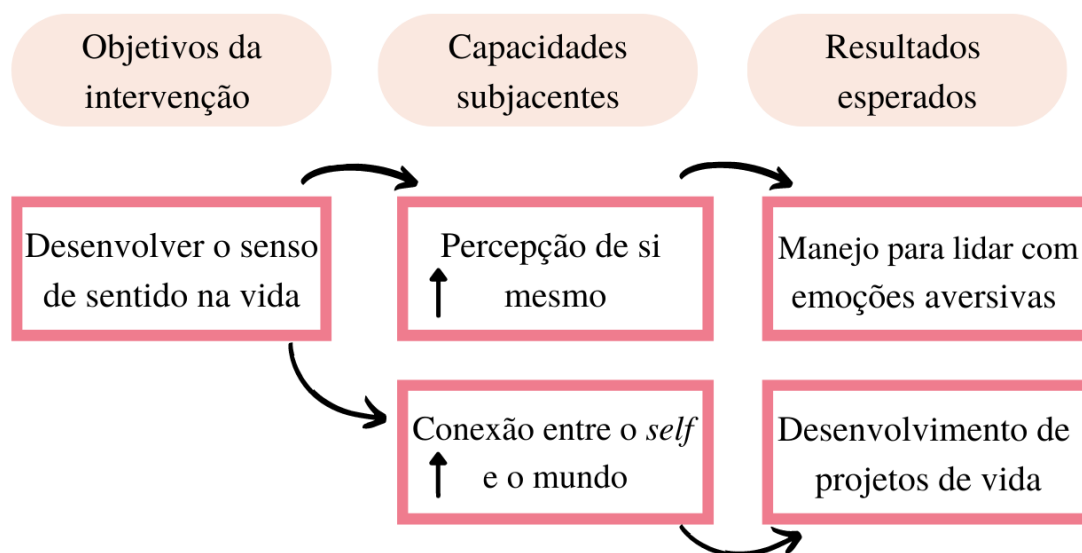 Objetivos da
intervenção
Capacidades
subjacentes
Resultados
esperados
Desenvolver o senso
de sentido na vida
Percepção de si
mesmo
Manejo para lidar com
emoções aversivas
Conexão entre o self
e o mundo
Desenvolvimento de
projetos de vida